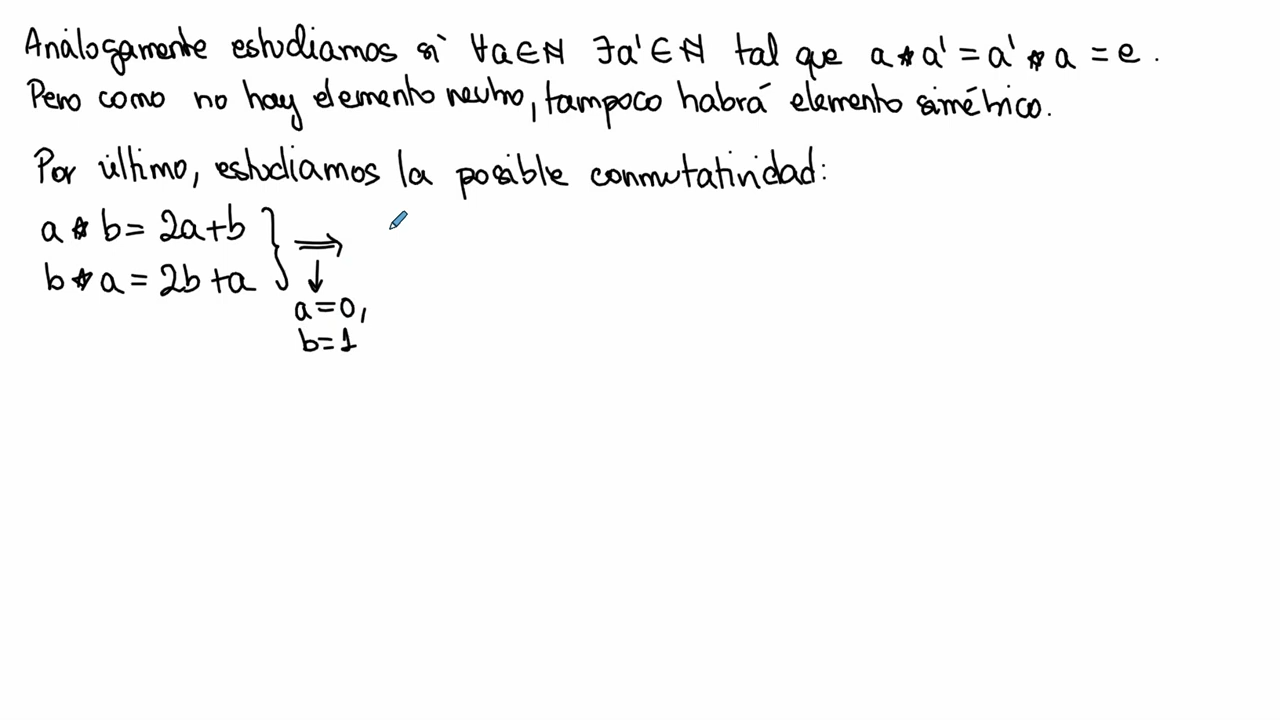 Análogamente estudiamos si ∀a∈ℕ ∃a'∈ℕ tal que a ⋆ a' = a' ⋆ a = e.
Pero como no hay elemento neutro, tampoco habrá elemento simétrico.
Por último, estudiamos la posible conmutatividad:
a ⋆ b = 2a+b } ⟹
b ⋆ a = 2b+a ↓
a=0,
b=1